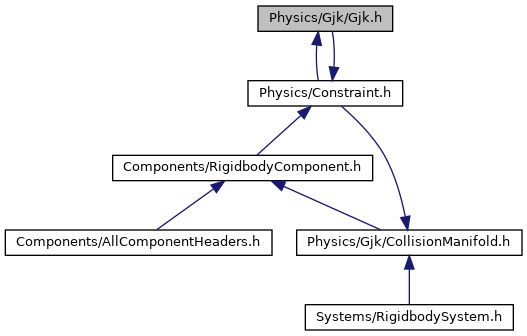 Physics/Gjk/Gjk.h
Physics/Constraint.h
Components/RigidbodyComponent.h
Components/AllComponentHeaders.h
Physics/Gjk/CollisionManifold.h
Systems/RigidbodySystem.h